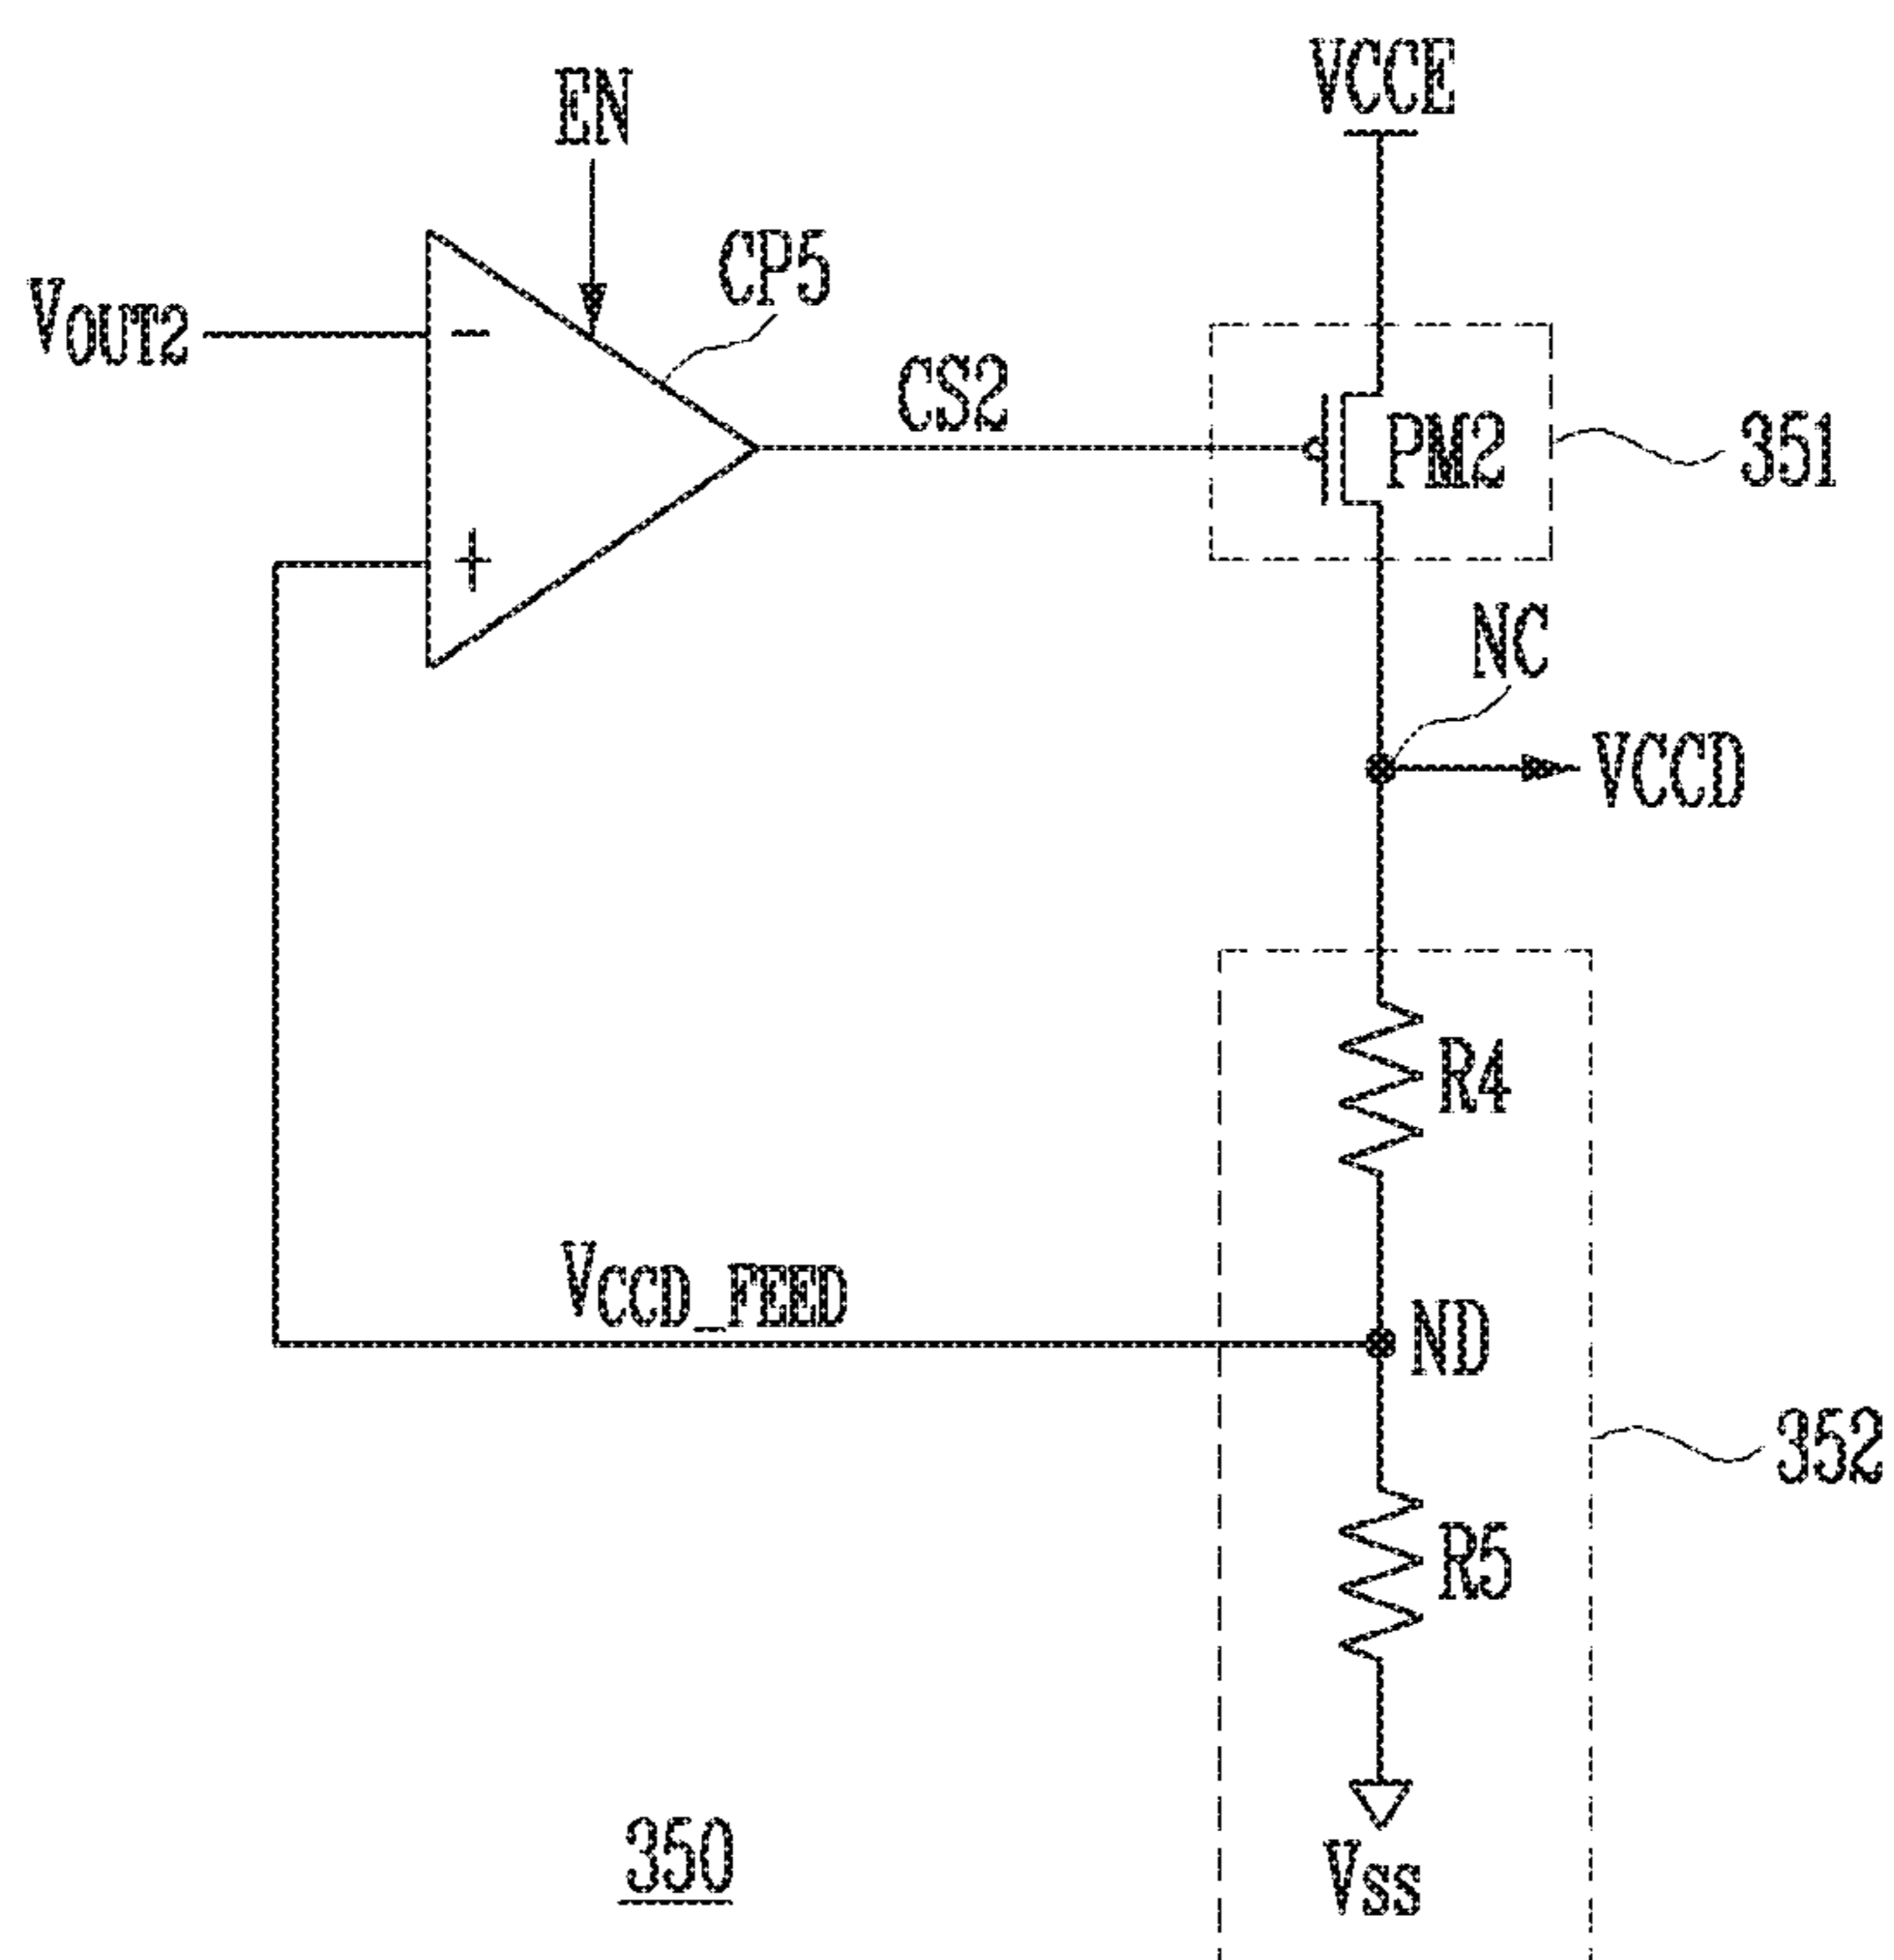 VCCE
EN
CP5
VOUT2
-
CS2
PM2
351
+
NC
VCCD
R4
VCCD_FEED
ND
352
R5
350
VSS